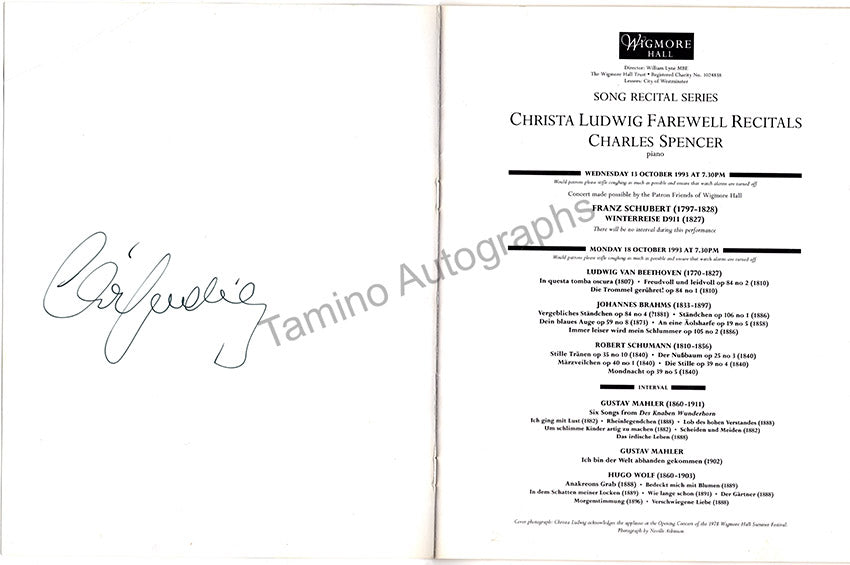 Chr. Ludwig
Tamino Autographs
WIGMORE
HALL
Director: William Lyne MBE
The Wigmore Hall Trust • Registered Charity No. 1024838
Lessors: City of Westminster
SONG RECITAL SERIES
CHRISTA LUDWIG FAREWELL RECITALS
CHARLES SPENCER
piano
WEDNESDAY 13 OCTOBER 1993 AT 7.30PM
Would patrons please stifle coughing as much as possible and ensure that watch alarms are turned off
Concert made possible by the Patron Friends of Wigmore Hall
FRANZ SCHUBERT (1797-1828)
WINTERREISE D911 (1827)
There will be no interval during this performance
MONDAY 18 OCTOBER 1993 AT 7.30PM
Would patrons please stifle coughing as much as possible and ensure that watch alarms are turned off
LUDWIG VAN BEETHOVEN (1770-1827)
In questa tomba oscura (1807) • Freudvoll und leidvoll op 84 no 2 (1810)
Die Trommel gerühret! op 84 no 1 (1810)
JOHANNES BRAHMS (1833-1897)
Vergebliches Ständchen op 84 no 4 (?1881) • Ständchen op 106 no 1 (1886)
Dein blaues Auge op 59 no 8 (1873) • An eine Äolsharfe op 19 no 5 (1858)
Immer leiser wird mein Schlummer op 105 no 2 (1886)
ROBERT SCHUMANN (1810-1856)
Stille Tränen op 35 no 10 (1840) • Der Nußbaum op 25 no 3 (1840)
Märzveilchen op 40 no 1 (1840) • Die Stille op 39 no 4 (1840)
Mondnacht op 39 no 5 (1840)
INTERVAL
GUSTAV MAHLER (1860-1911)
Six Songs from Des Knaben Wunderhorn
Ich ging mit Lust (1882) • Rheinlegendchen (1888) • Lob des hohen Verstandes (1888)
Um schlimme Kinder artig zu machen (1882) • Scheiden und Meiden (1882)
Das irdische Leben (1888)
GUSTAV MAHLER
Ich bin der Welt abhanden gekommen (1902)
HUGO WOLF (1860-1903)
Anakreons Grab (1888) • Bedeckt mich mit Blumen (1889)
In dem Schatten meiner Locken (1889) • Wie lange schon (1891) • Der Gärtner (1888)
Morgenstimmung (1896) • Verschwiegene Liebe (1888)
Cover photograph: Christa Ludwig acknowledges the applause at the Opening Concert of the 1978 Wigmore Hall Summer Festival.
Photograph by Neville Atkinson